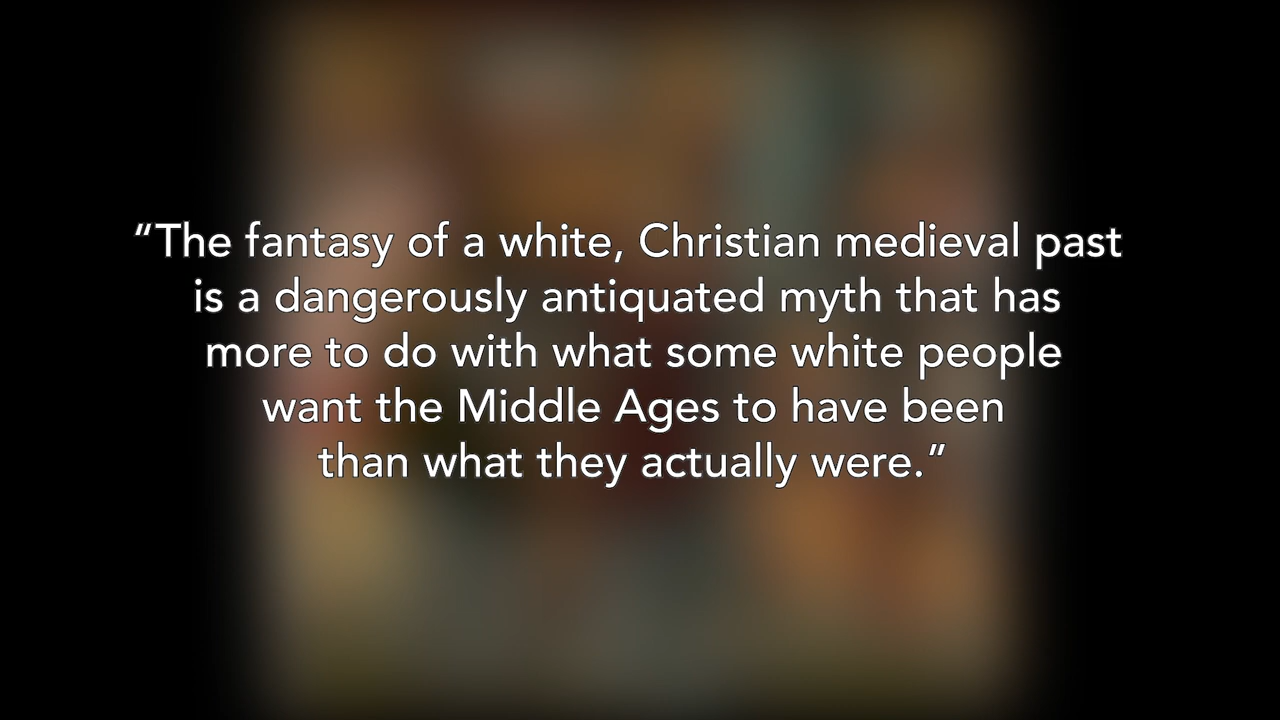 “The fantasy of a white, Christian medieval past
is a dangerously antiquated myth that has
more to do with what some white people
want the Middle Ages to have been
than what they actually were.”